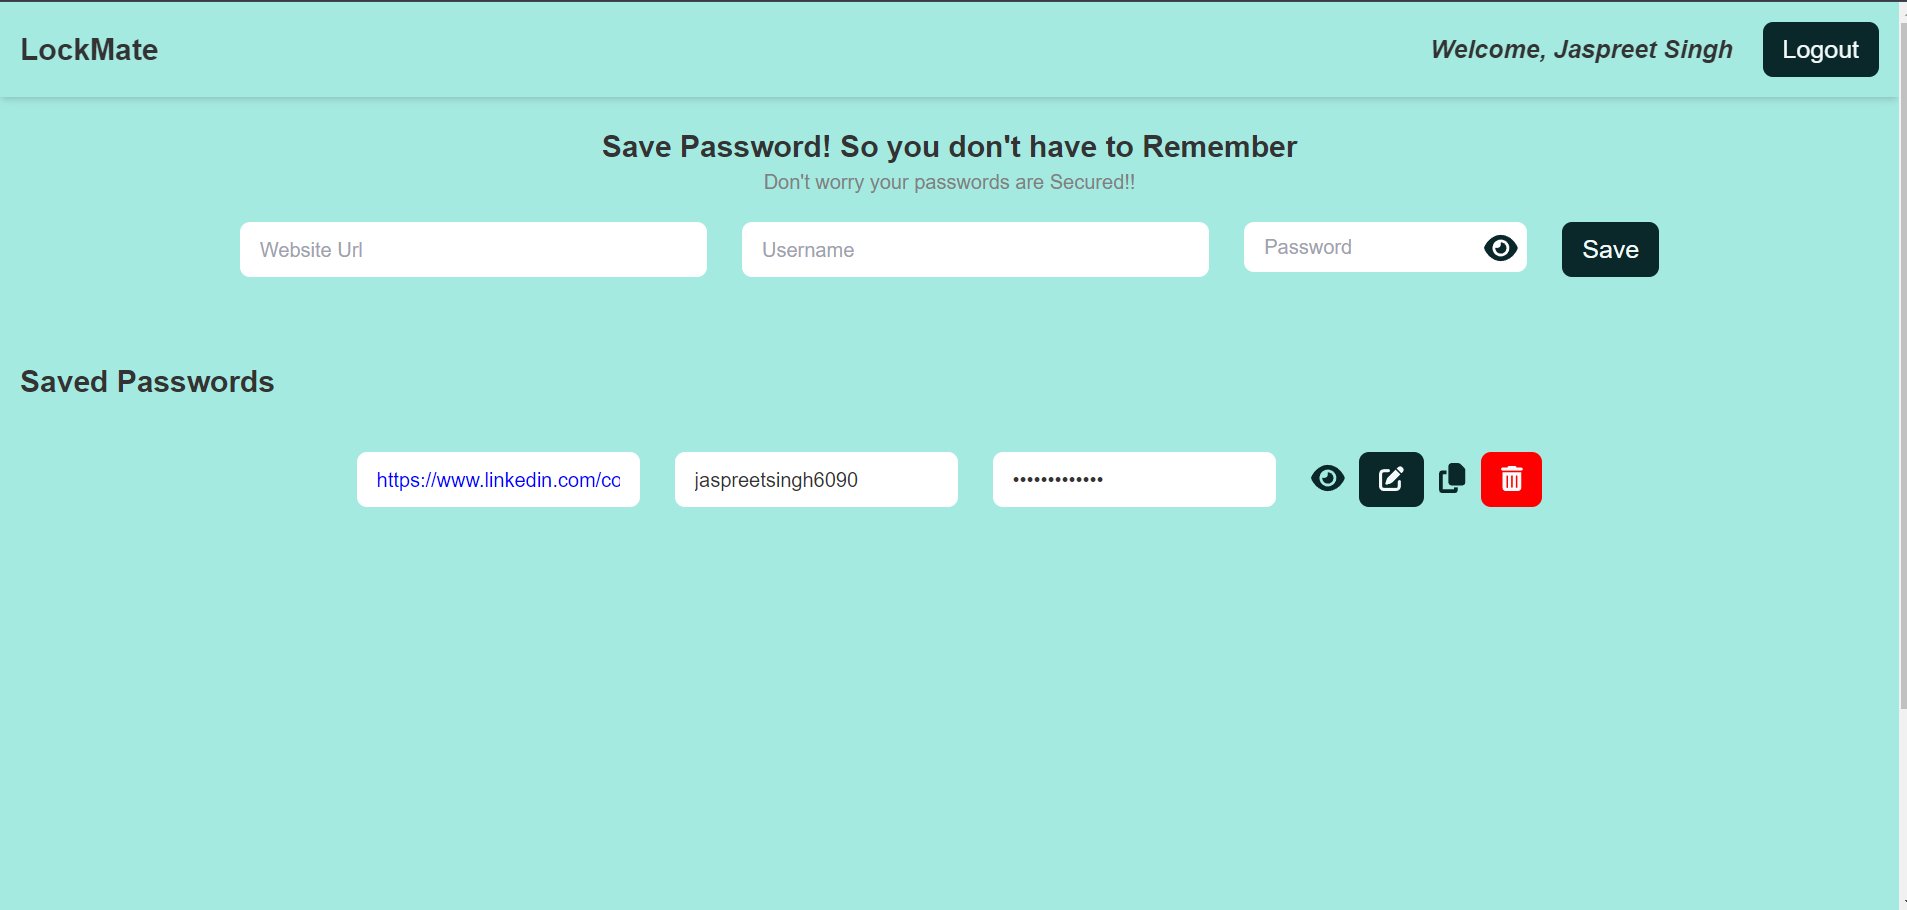 LockMate
Welcome, Jaspreet Singh
Logout
Save Password! So you don't have to Remember
Don't worry your passwords are Secured!!
Website Url
Username
Password
Save
Saved Passwords
https://www.linkedin.com/co
jaspreetsingh6090
•••••••••••••